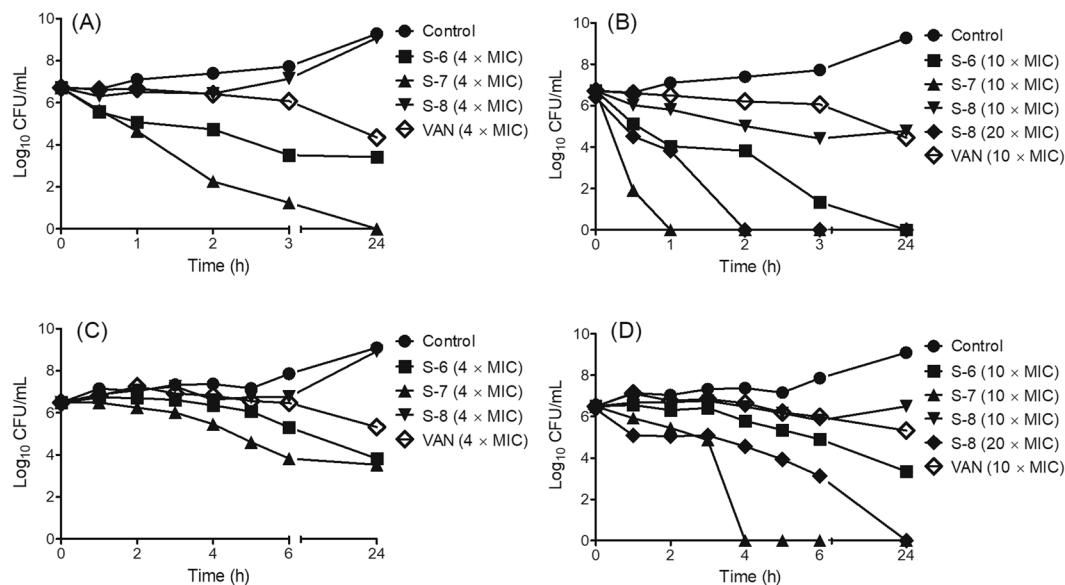 (A)
10
8
6
4
2
0
Log10 CFU/mL
0
1
2
3
24
Time (h)
Control
S-6 (4 × MIC)
S-7 (4 × MIC)
S-8 (4 × MIC)
VAN (4 × MIC)
(B)
10
8
6
4
2
0
Log10 CFU/mL
0
1
2
3
24
Time (h)
Control
S-6 (10 × MIC)
S-7 (10 × MIC)
S-8 (10 × MIC)
S-8 (20 × MIC)
VAN (10 × MIC)
(C)
10
8
6
4
2
0
Log10 CFU/mL
0
2
4
6
24
Time (h)
Control
S-6 (4 × MIC)
S-7 (4 × MIC)
S-8 (4 × MIC)
VAN (4 × MIC)
(D)
10
8
6
4
2
0
Log10 CFU/mL
0
2
4
6
24
Time (h)
Control
S-6 (10 × MIC)
S-7 (10 × MIC)
S-8 (10 × MIC)
S-8 (20 × MIC)
VAN (10 × MIC)